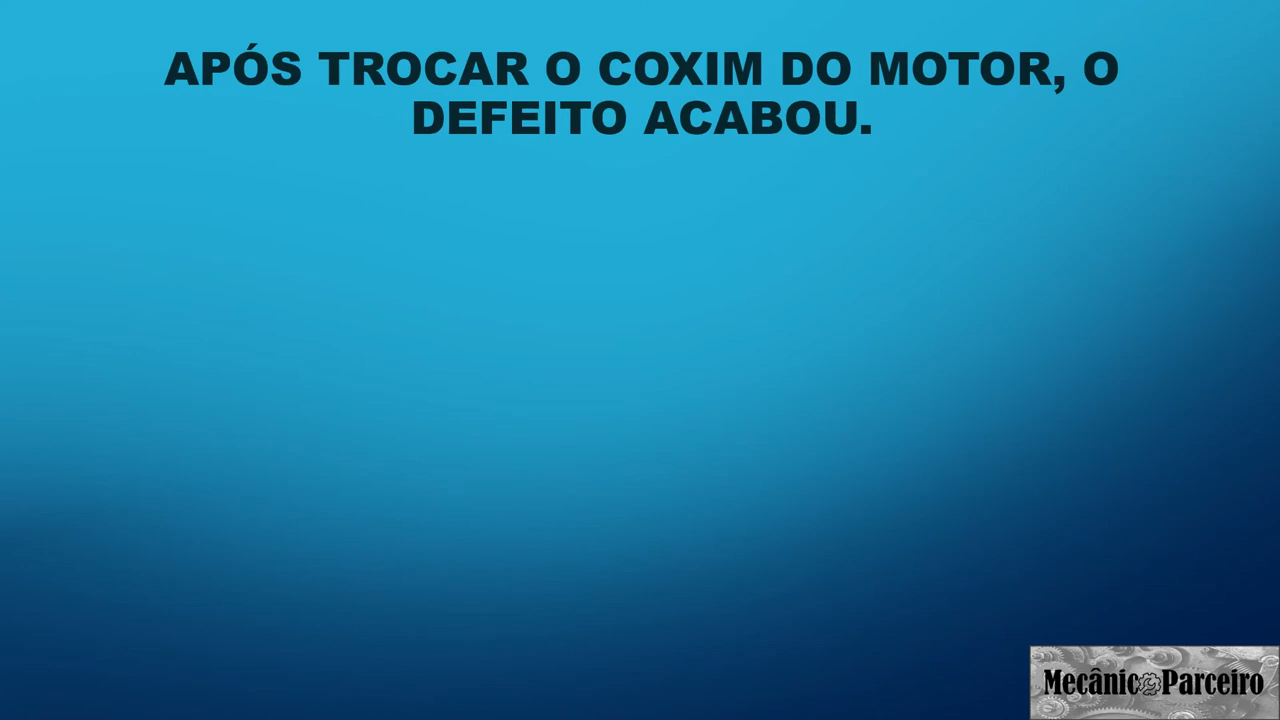 APÓS TROCAR O COXIM DO MOTOR, O
DEFEITO ACABOU.
Mecânico Parceiro